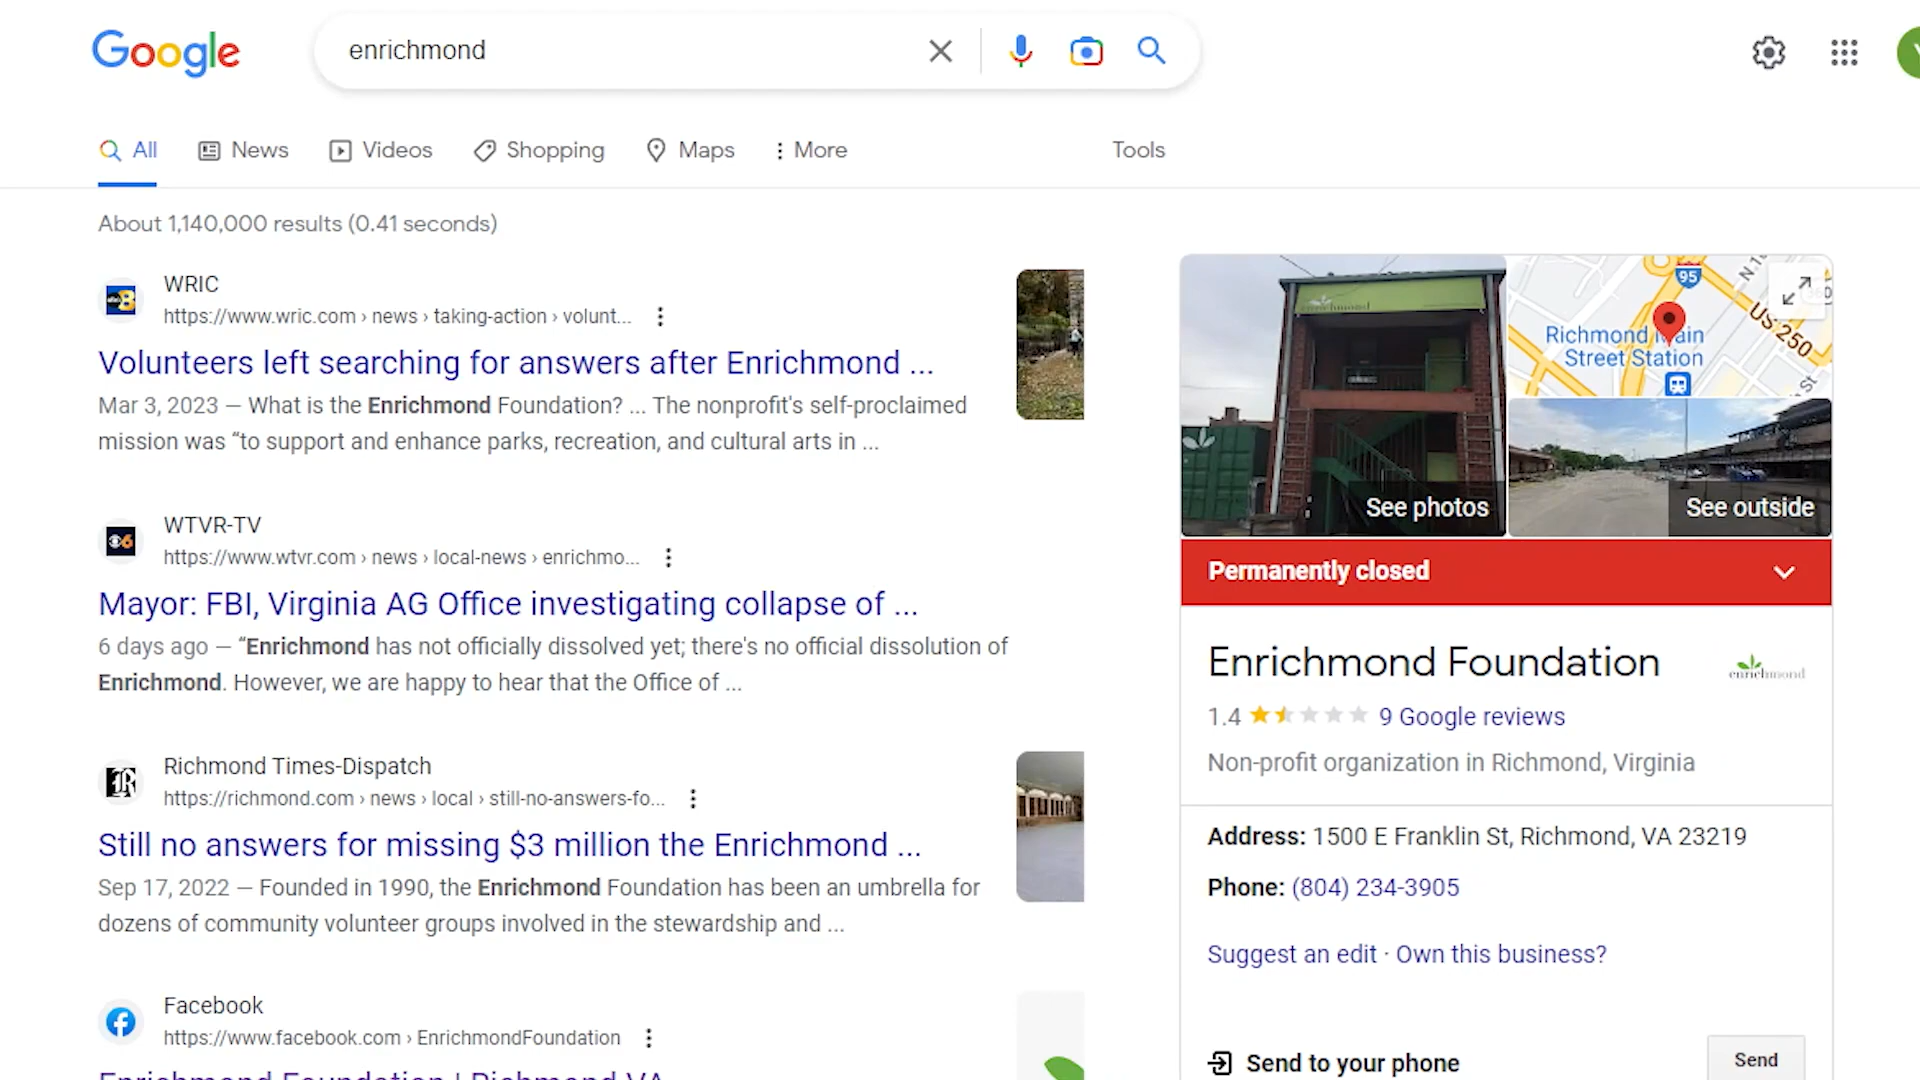 Google
enrichmond
All
News
Videos
Shopping
Maps
More
Tools
About 1,140,000 results (0.41 seconds)
WRIC
https://www.wric.com › news › taking-action › volunt...
Volunteers left searching for answers after Enrichmond ...
Mar 3, 2023 — What is the Enrichmond Foundation? ... The nonprofit's self-proclaimed
mission was “to support and enhance parks, recreation, and cultural arts in ...
WTVR-TV
https://www.wtvr.com › news › local-news › enrichmo...
Mayor: FBI, Virginia AG Office investigating collapse of ...
6 days ago — “Enrichmond has not officially dissolved yet; there's no official dissolution of
Enrichmond. However, we are happy to hear that the Office of ...
Richmond Times-Dispatch
https://richmond.com › news › local › still-no-answers-fo...
Still no answers for missing $3 million the Enrichmond ...
Sep 17, 2022 — Founded in 1990, the Enrichmond Foundation has been an umbrella for
dozens of community volunteer groups involved in the stewardship and ...
Facebook
https://www.facebook.com › EnrichmondFoundation
Enrichmond Foundation | Richmond VA
enrichmond
95
US 250
Richmond Main
Street Station
See photos
See outside
Permanently closed
Enrichmond Foundation
enrichmond
1.4
9 Google reviews
Non-profit organization in Richmond, Virginia
Address: 1500 E Franklin St, Richmond, VA 23219
Phone: (804) 234-3905
Suggest an edit · Own this business?
Send to your phone
Send